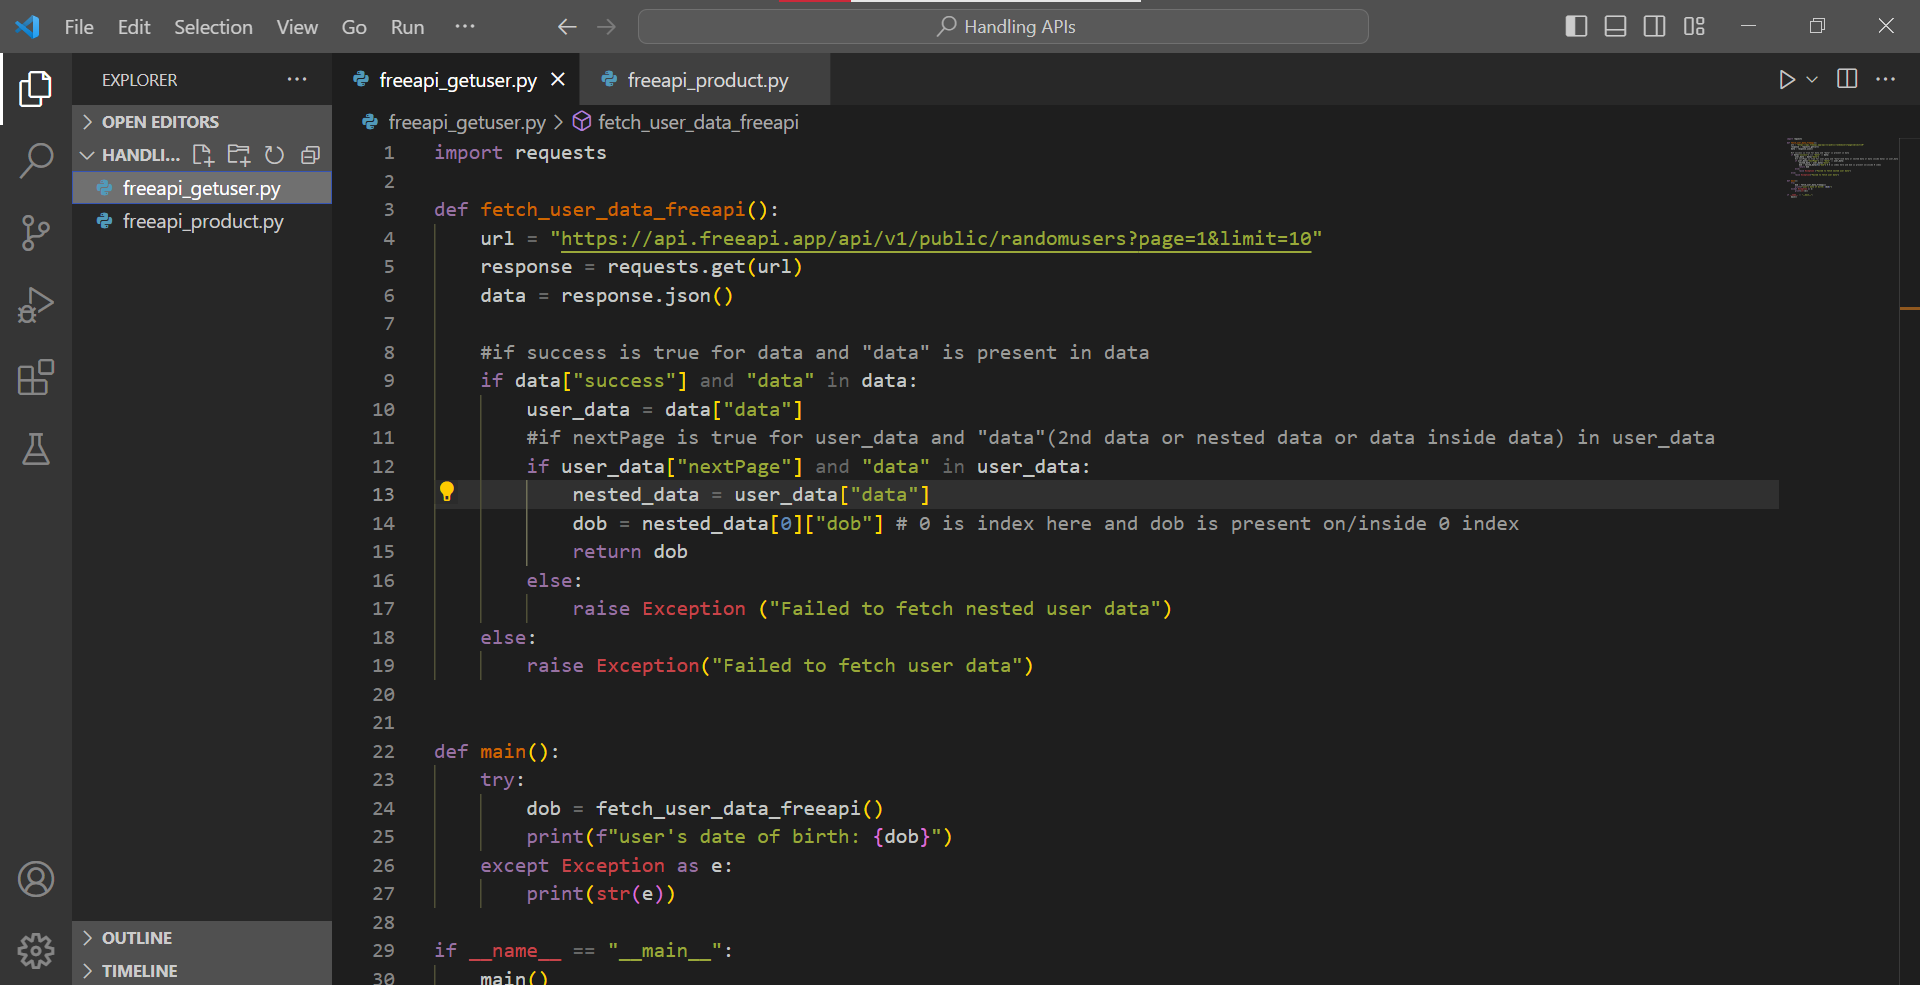 File Edit Selection View Go Run ··· Handling APIs
EXPLORER ···
OPEN EDITORS
HANDLI...
freeapi_getuser.py
freeapi_product.py
OUTLINE
TIMELINE
freeapi_getuser.py freeapi_product.py
freeapi_getuser.py > fetch_user_data_freeapi
1 import requests
2
3 def fetch_user_data_freeapi():
4 url = "https://api.freeapi.app/api/v1/public/randomusers?page=1&limit=10"
5 response = requests.get(url)
6 data = response.json()
7
8 #if success is true for data and "data" is present in data
9 if data["success"] and "data" in data:
10 user_data = data["data"]
11 #if nextPage is true for user_data and "data"(2nd data or nested data or data inside data) in user_data
12 if user_data["nextPage"] and "data" in user_data:
13 nested_data = user_data["data"]
14 dob = nested_data[0]["dob"] # 0 is index here and dob is present on/inside 0 index
15 return dob
16 else:
17 raise Exception ("Failed to fetch nested user data")
18 else:
19 raise Exception("Failed to fetch user data")
20
21
22 def main():
23 try:
24 dob = fetch_user_data_freeapi()
25 print(f"user's date of birth: {dob}")
26 except Exception as e:
27 print(str(e))
28
29 if __name__ == "__main__":
30 main()